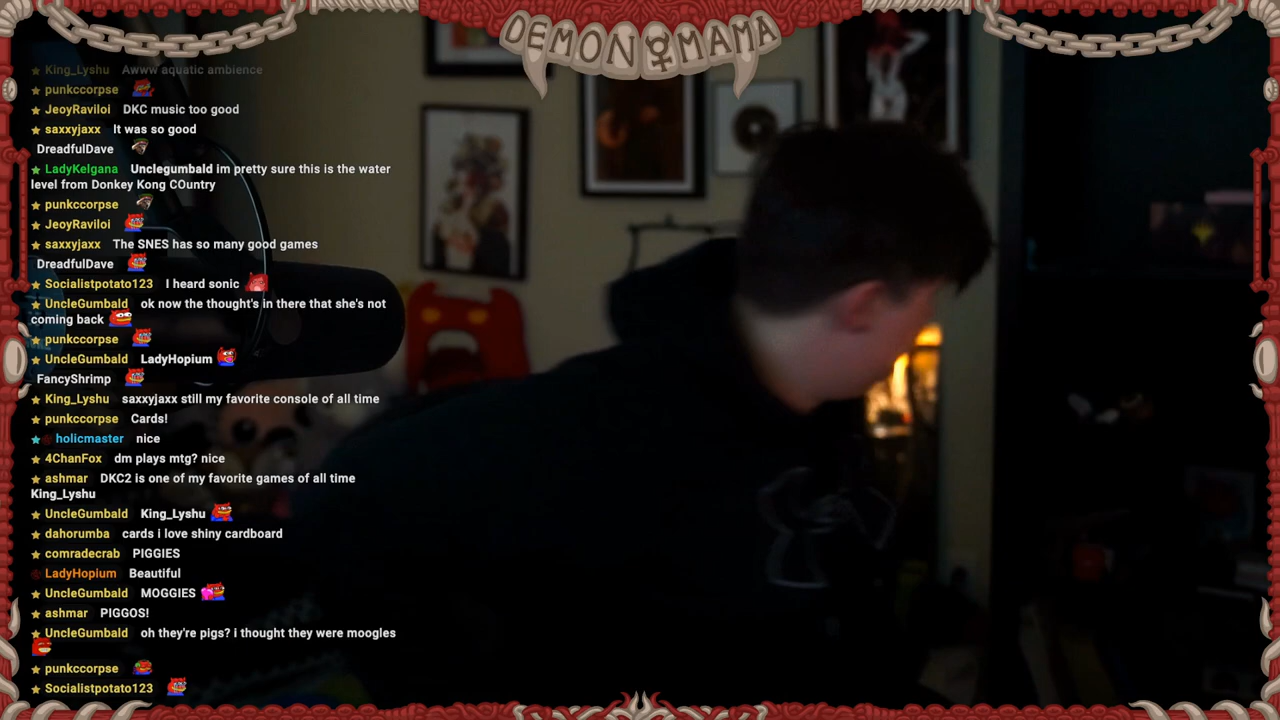 DEMON MAMA
King_Lyshu Awww aquatic ambience
punkccorpse
JeoyRaviloi DKC music too good
saxxyjaxx It was so good
DreadfulDave
LadyKelgana Unclegumbald im pretty sure this is the water
level from Donkey Kong COuntry
punkccorpse
JeoyRaviloi
saxxyjaxx The SNES has so many good games
DreadfulDave
Socialistpotato123 I heard sonic
UncleGumbald ok now the thought's in there that she's not
coming back
punkccorpse
UncleGumbald LadyHopium
FancyShrimp
King_Lyshu saxxyjaxx still my favorite console of all time
punkccorpse Cards!
holicmaster nice
4ChanFox dm plays mtg? nice
ashmar DKC2 is one of my favorite games of all time
King_Lyshu
UncleGumbald King_Lyshu
dahorumba cards i love shiny cardboard
comradecrab PIGGIES
LadyHopium Beautiful
UncleGumbald MOGGIES
ashmar PIGGOS!
UncleGumbald oh they're pigs? i thought they were moogles
punkccorpse
Socialistpotato123